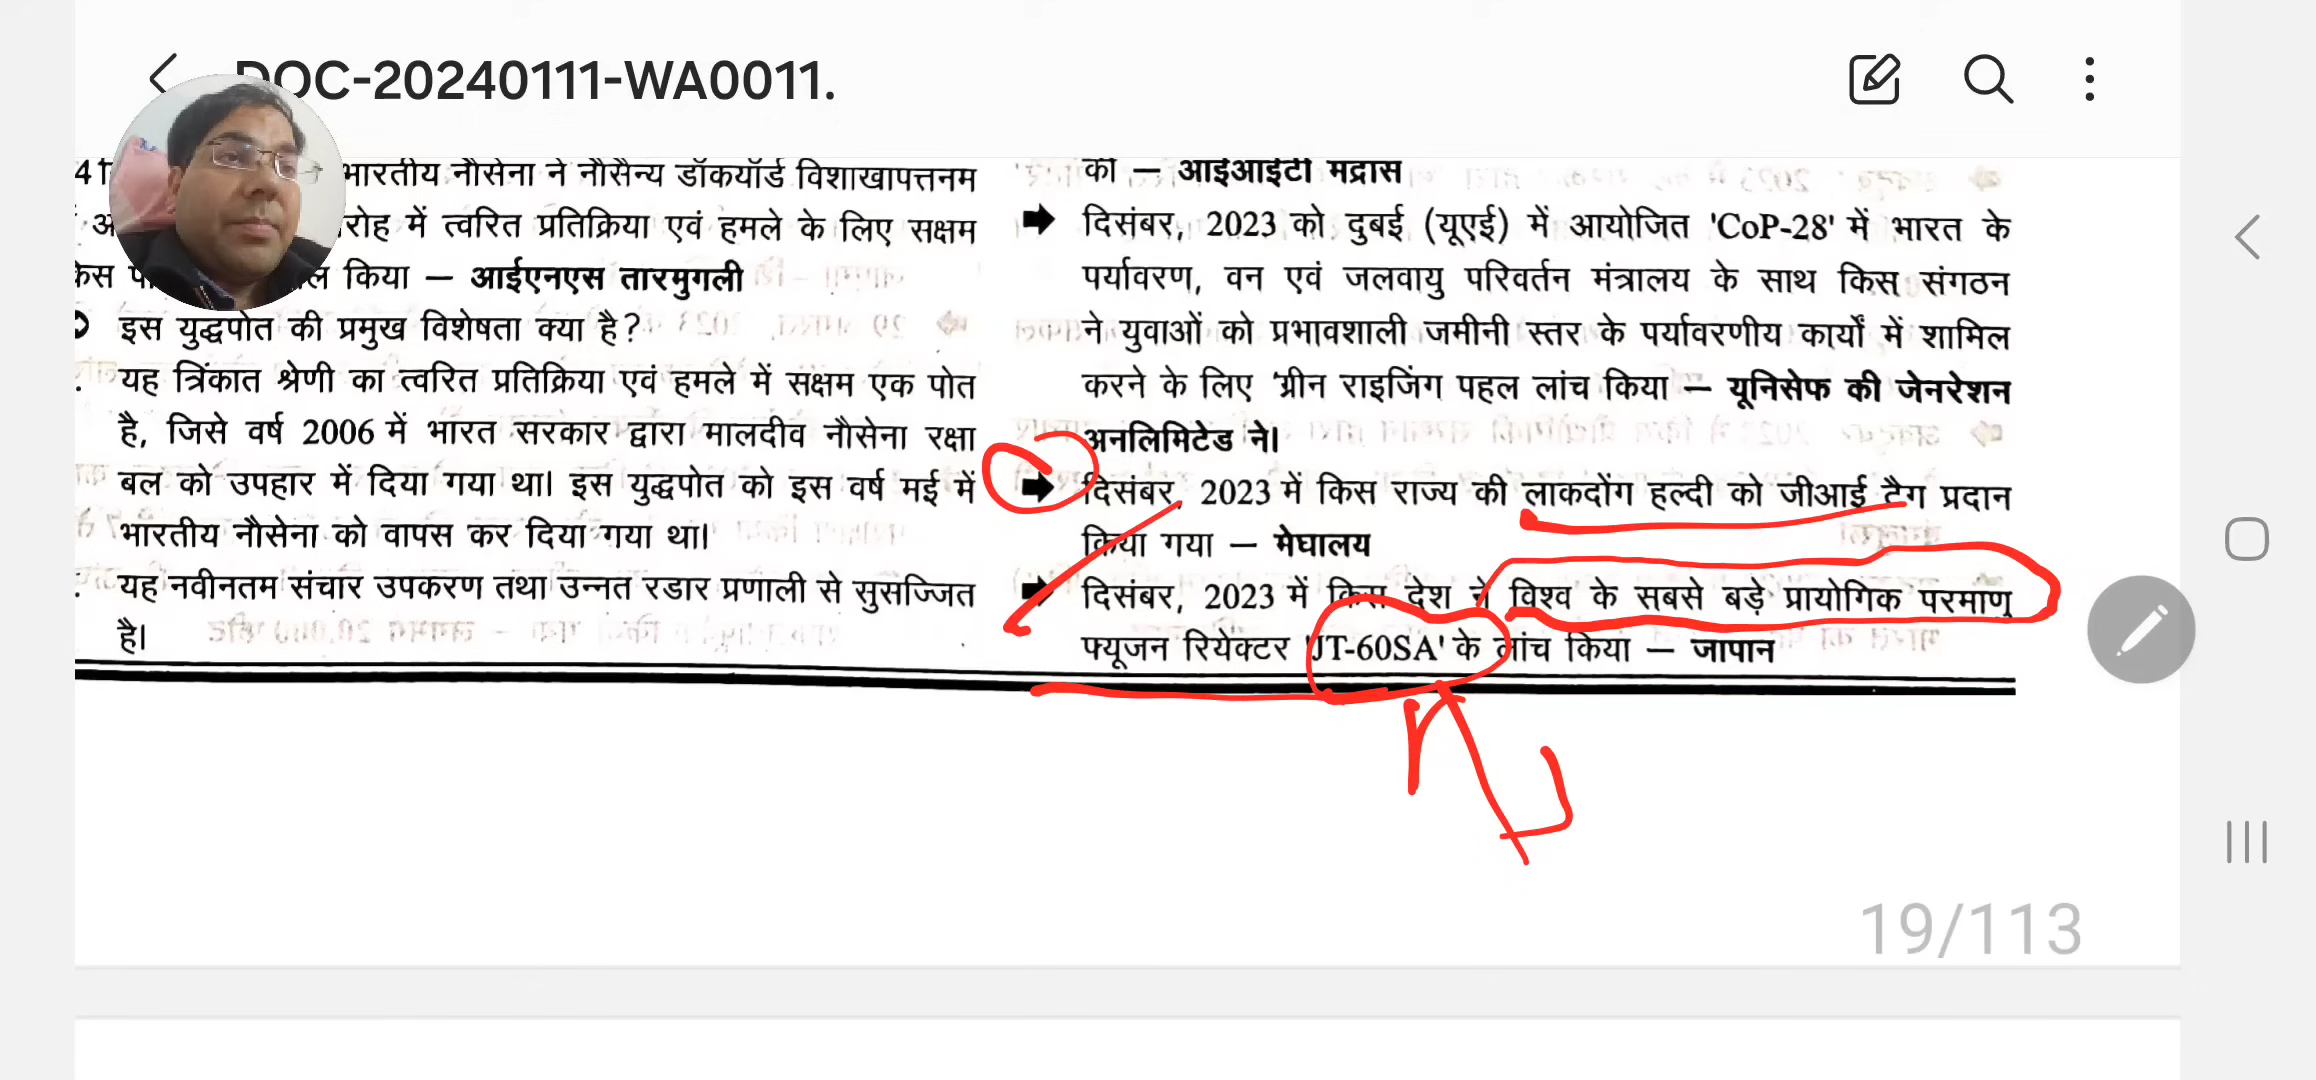 DOC-20240111-WA0011.
भारतीय नौसेना ने नौसैन्य डॉकयॉर्ड विशाखापत्तनम
रोह में त्वरित प्रतिक्रिया एवं हमले के लिए सक्षम
किया — आईएनएस तारमुगली
इस युद्धपोत की प्रमुख विशेषता क्या है?
यह त्रिंकात श्रेणी का त्वरित प्रतिक्रिया एवं हमले में सक्षम एक पोत
है, जिसे वर्ष 2006 में भारत सरकार द्वारा मालदीव नौसेना रक्षा
बल को उपहार में दिया गया था। इस युद्धपोत को इस वर्ष मई में
भारतीय नौसेना को वापस कर दिया गया था।
यह नवीनतम संचार उपकरण तथा उन्नत रडार प्रणाली से सुसज्जित
है।
की — आइआइटी मद्रास
दिसंबर, 2023 को दुबई (यूएई) में आयोजित 'CoP-28' में भारत के
पर्यावरण, वन एवं जलवायु परिवर्तन मंत्रालय के साथ किस संगठन
ने युवाओं को प्रभावशाली जमीनी स्तर के पर्यावरणीय कार्यों में शामिल
करने के लिए 'ग्रीन राइजिंग पहल लांच किया — यूनिसेफ की जेनरेशन
अनलिमिटेड ने।
दिसंबर, 2023 में किस राज्य की लाकदोंग हल्दी को जीआई टैग प्रदान
किया गया — मेघालय
दिसंबर, 2023 में किस देश ने विश्व के सबसे बड़े प्रायोगिक परमाणु
फ्यूजन रियेक्टर 'JT-60SA' के लांच किया — जापान
19/113